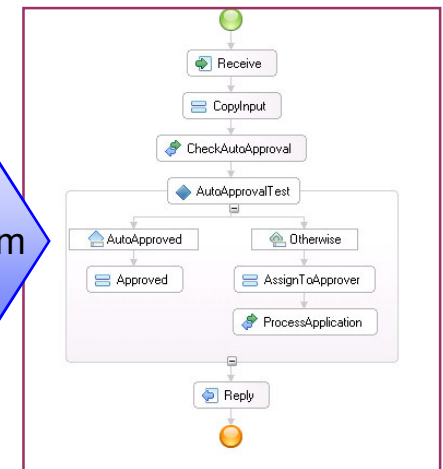 Receive
CopyInput
CheckAutoApproval
AutoApprovalTest
m
AutoApproved
Otherwise
Approved
AssignToApprover
ProcessApplication
Reply